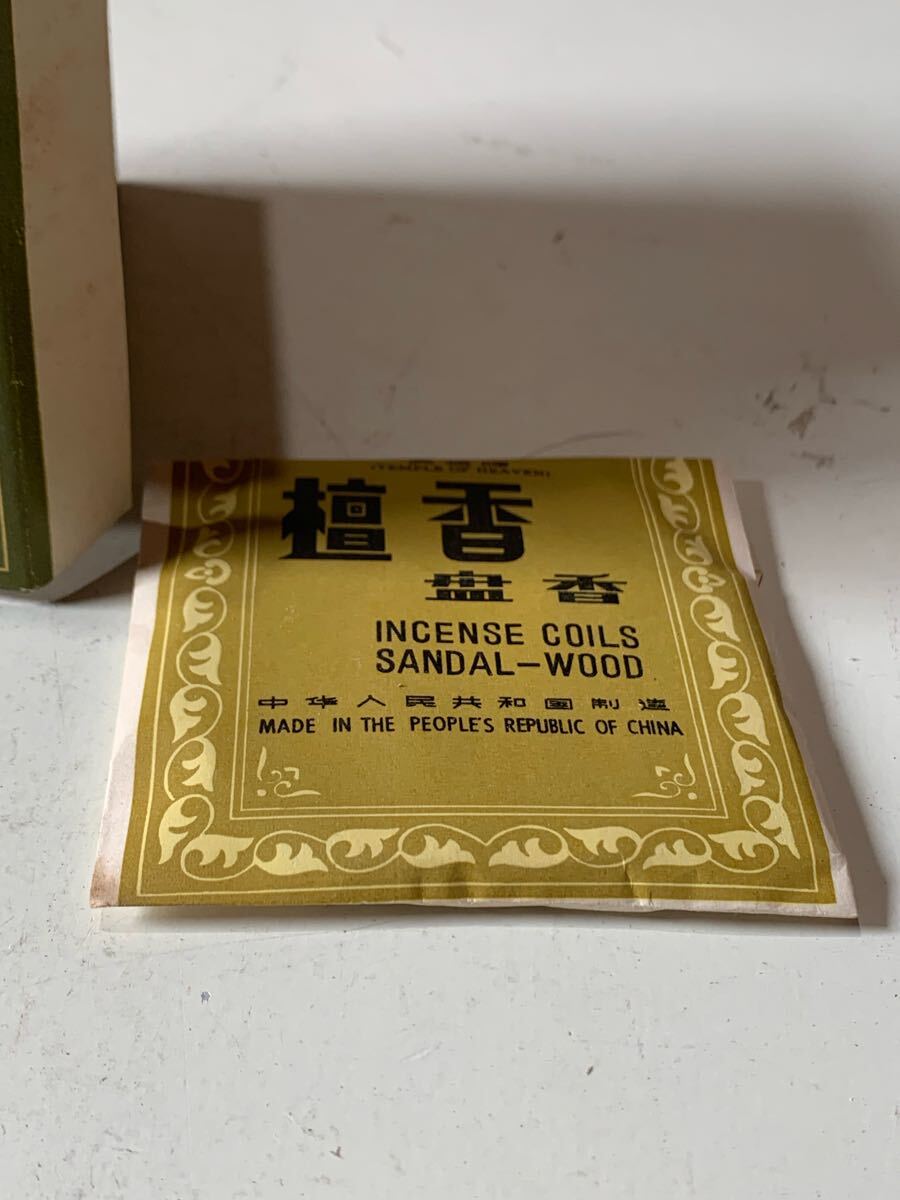 (TEMPLE OF HEAVEN)
檀香
盘香
INCENSE COILS
SANDAL-WOOD
中华人民共和国制造
MADE IN THE PEOPLE'S REPUBLIC OF CHINA